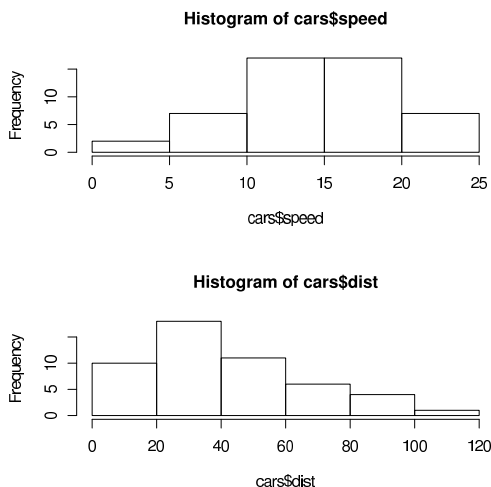 Histogram of cars$speed
Frequency
10
5
0
0 5 10 15 20 25
cars$speed
Histogram of cars$dist
Frequency
10
5
0
0 20 40 60 80 100 120
cars$dist